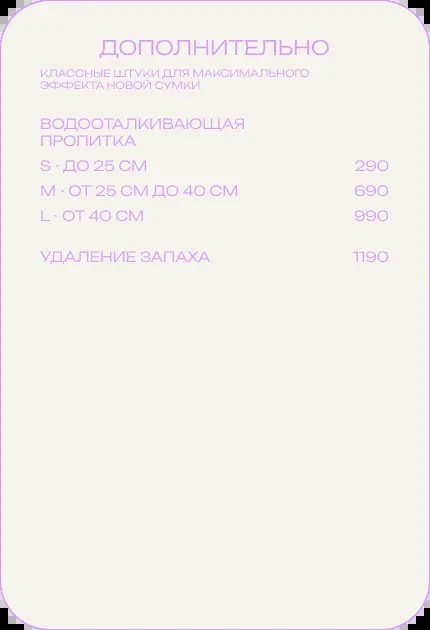 ДОПОЛНИТЕЛЬНО
КЛАССНЫЕ ШТУКИ ДЛЯ МАКСИМАЛЬНОГО
ЭФФЕКТА НОВОЙ СУМКИ
ВОДООТАЛКИВАЮЩАЯ
ПРОПИТКА
S · ДО 25 СМ 290
M · ОТ 25 СМ ДО 40 СМ 690
L · ОТ 40 СМ 990
УДАЛЕНИЕ ЗАПАХА 1190